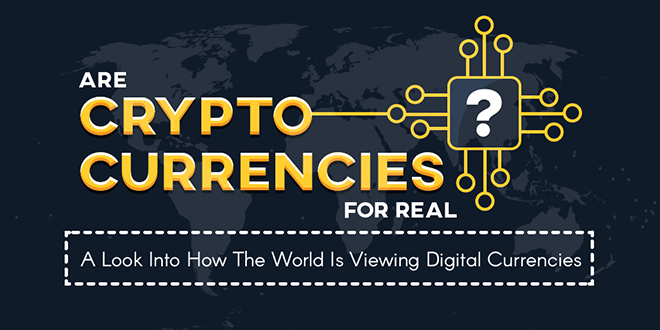 ARE
CRYPTO
CURRENCIES
FOR REAL
?
A Look Into How The World Is Viewing Digital Currencies